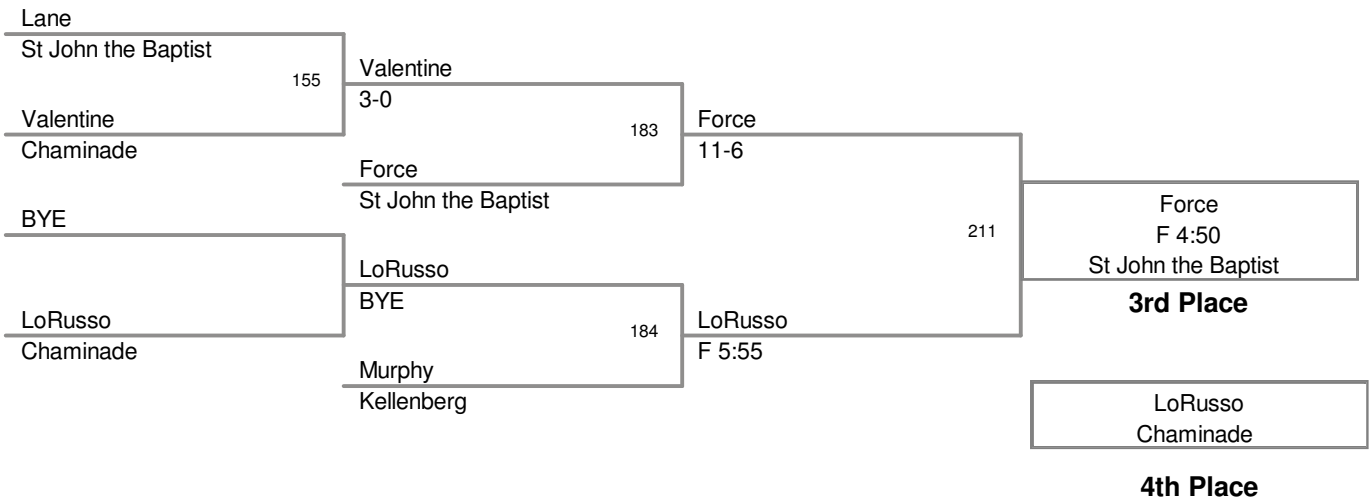 Lane
St John the Baptist
155
Valentine
3-0
Valentine
Chaminade
183
Force
11-6
Force
St John the Baptist
BYE
211
Force
F 4:50
St John the Baptist
3rd Place
LoRusso
BYE
LoRusso
Chaminade
184
LoRusso
F 5:55
Murphy
Kellenberg
LoRusso
Chaminade
4th Place